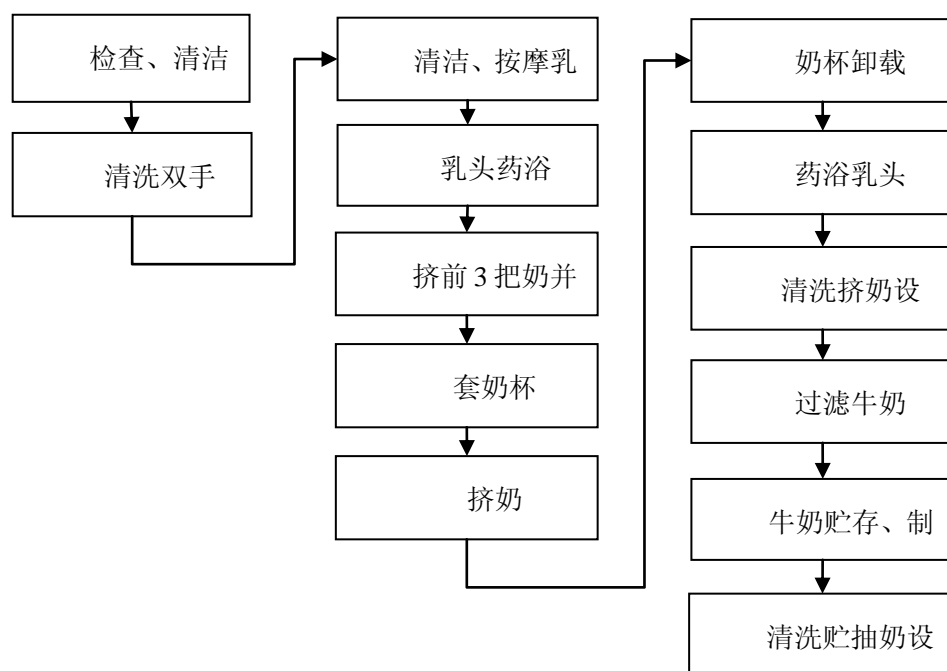 检查、清洁
清洗双手
清洁、按摩乳
乳头药浴
挤前 3 把奶并
套奶杯
挤奶
奶杯卸载
药浴乳头
清洗挤奶设
过滤牛奶
牛奶贮存、制
清洗贮抽奶设